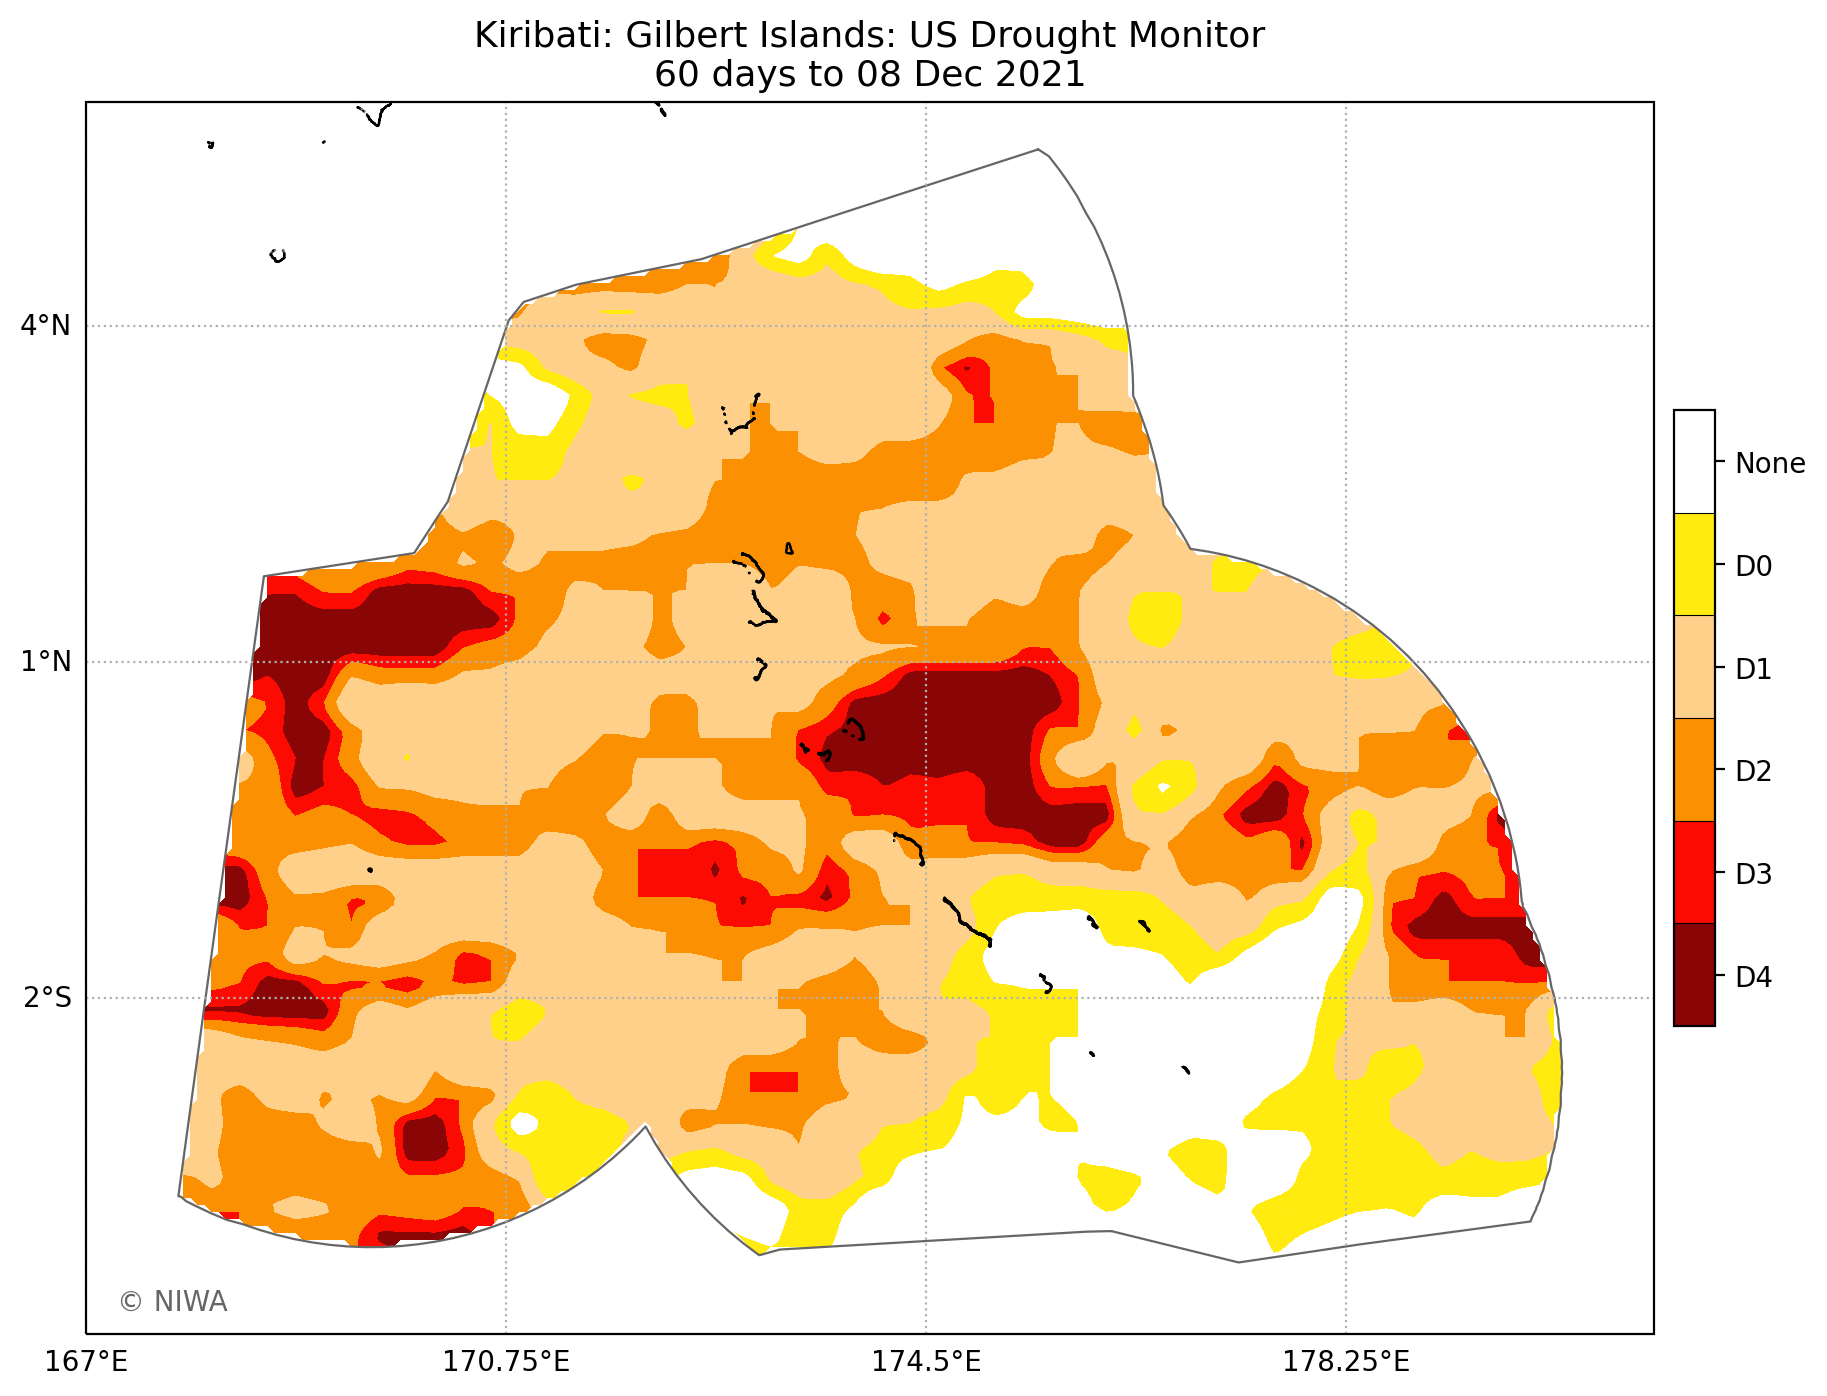 Kiribati: Gilbert Islands: US Drought Monitor
60 days to 08 Dec 2021
4°N
1°N
2°S
167°E
170.75°E
174.5°E
178.25°E
None
D0
D1
D2
D3
D4
© NIWA